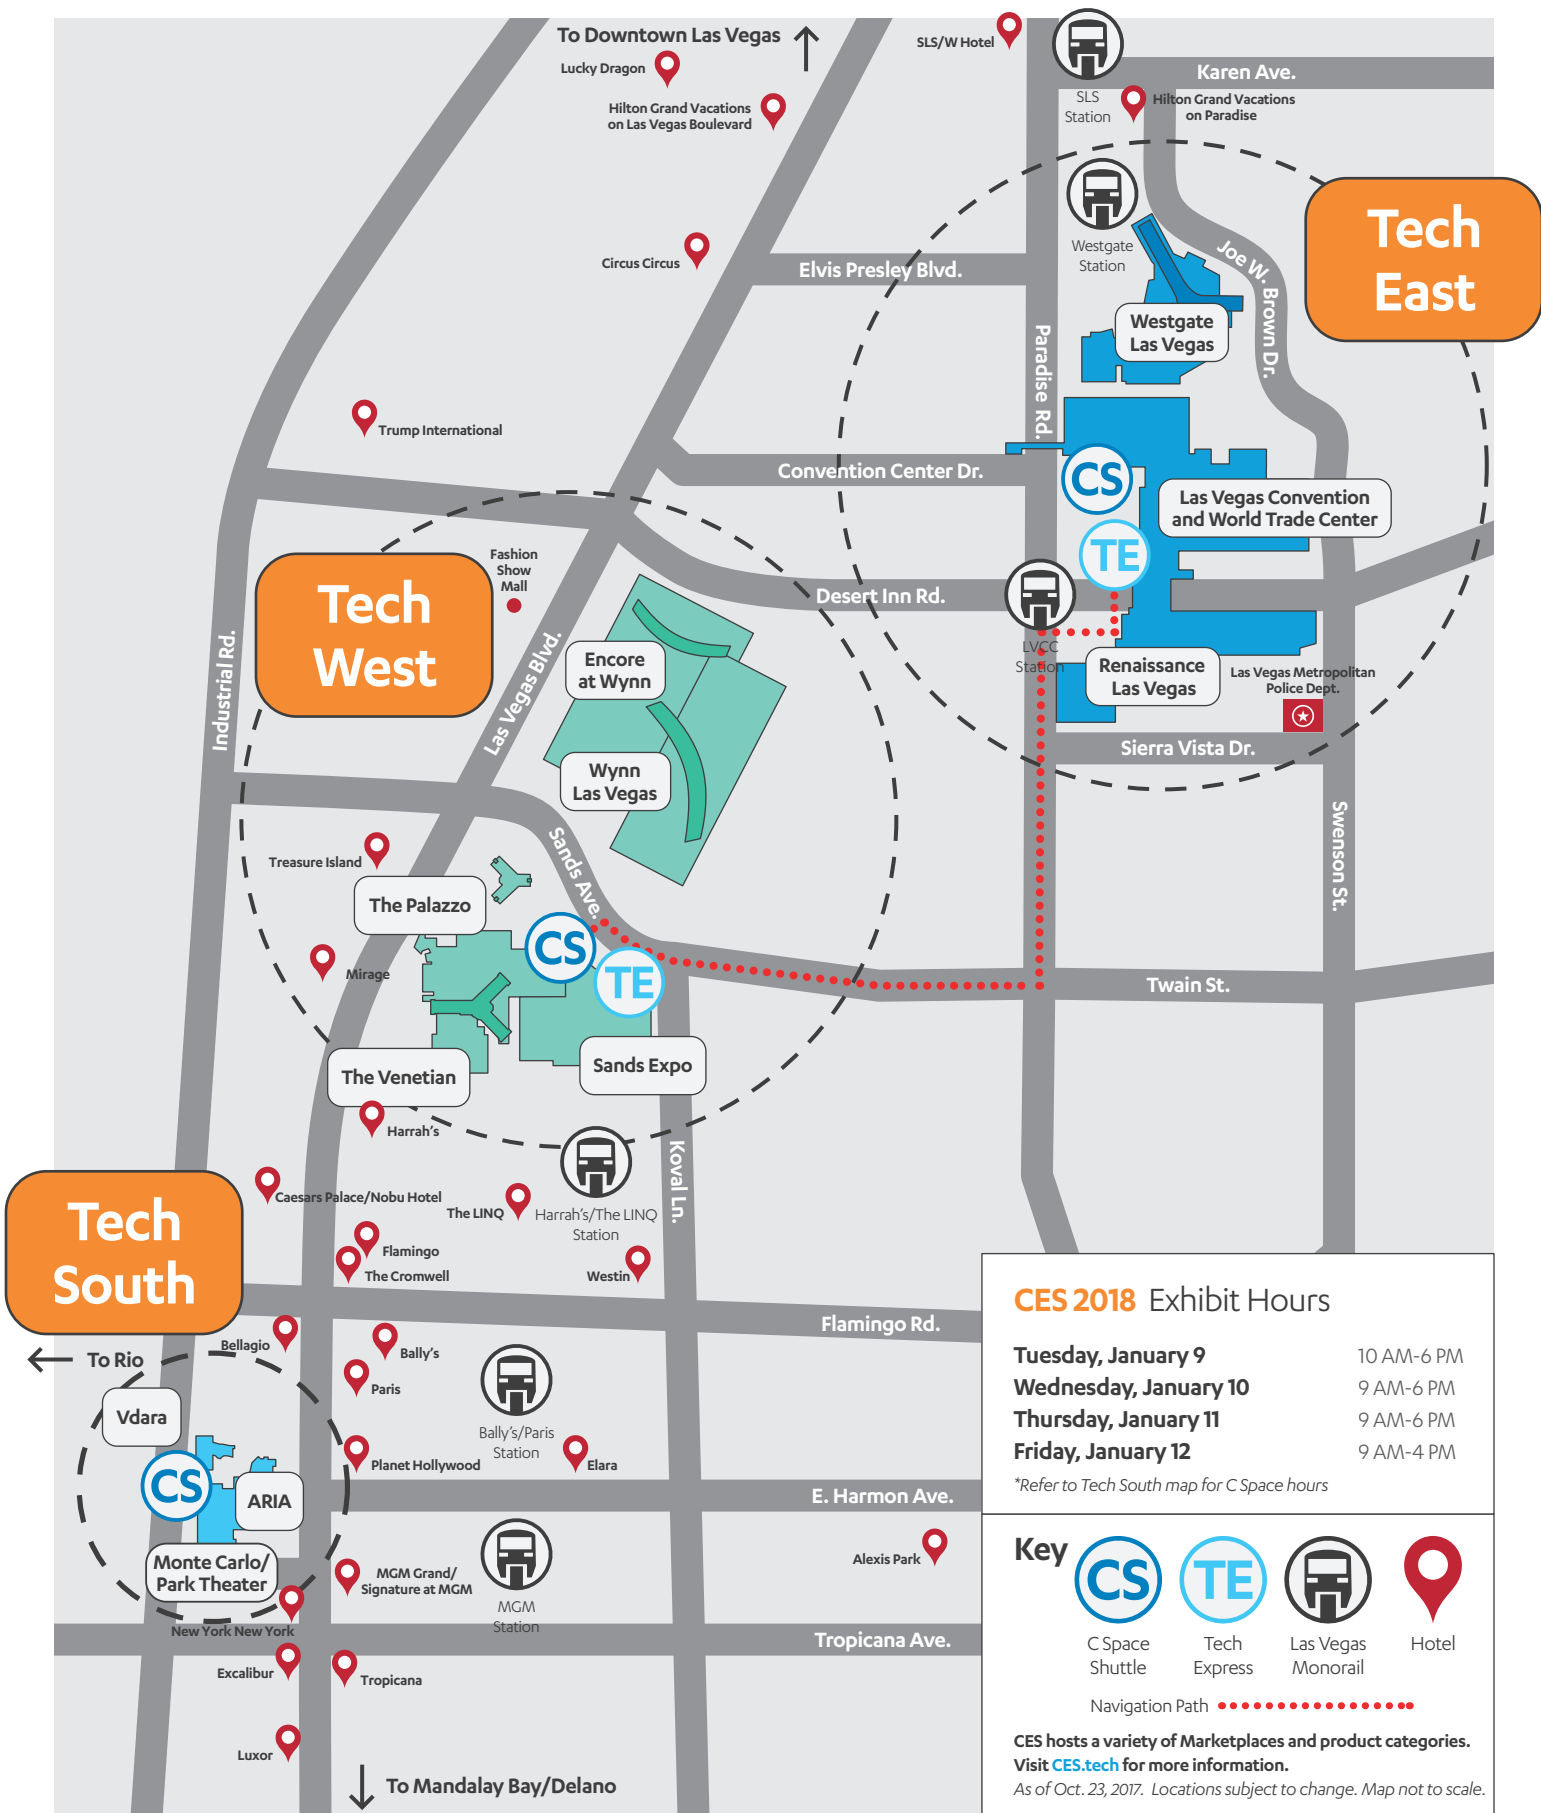 To Downtown Las Vegas
SLS/W Hotel
Lucky Dragon
Karen Ave.
SLS
Station
Hilton Grand Vacations
on Paradise
Hilton Grand Vacations
on Las Vegas Boulevard
Tech
East
Westgate
Station
Joe W. Brown Dr.
Circus Circus
Elvis Presley Blvd.
Westgate
Las Vegas
Paradise Rd.
Trump International
Convention Center Dr.
CS
Las Vegas Convention
and World Trade Center
TE
Fashion
Show
Mall
Tech
West
Desert Inn Rd.
LVCC
Station
Industrial Rd.
Las Vegas Blvd.
Encore
at Wynn
Renaissance
Las Vegas
Las Vegas Metropolitan
Police Dept.
Sierra Vista Dr.
Wynn
Las Vegas
Swenson St.
Sands Ave.
Treasure Island
The Palazzo
CS
TE
Mirage
Twain St.
The Venetian
Sands Expo
Harrah's
Koval Ln.
Caesars Palace/Nobu Hotel
The LINQ
Harrah's/The LINQ
Station
Tech
South
Flamingo
The Cromwell
Westin
Flamingo Rd.
Bellagio
To Rio
Bally's
Paris
Vdara
Bally's/Paris
Station
Planet Hollywood
Elara
CS
ARIA
E. Harmon Ave.
Monte Carlo/
Park Theater
MGM Grand/
Signature at MGM
Alexis Park
MGM
Station
New York New York
Tropicana Ave.
Excalibur
Tropicana
Luxor
To Mandalay Bay/Delano
CES 2018 Exhibit Hours
Tuesday, January 9 10 AM-6 PM
Wednesday, January 10 9 AM-6 PM
Thursday, January 11 9 AM-6 PM
Friday, January 12 9 AM-4 PM
*Refer to Tech South map for C Space hours
Key
CS
TE
C Space
Shuttle
Tech
Express
Las Vegas
Monorail
Hotel
Navigation Path
CES hosts a variety of Marketplaces and product categories.
Visit CES.tech for more information.
As of Oct. 23, 2017. Locations subject to change. Map not to scale.